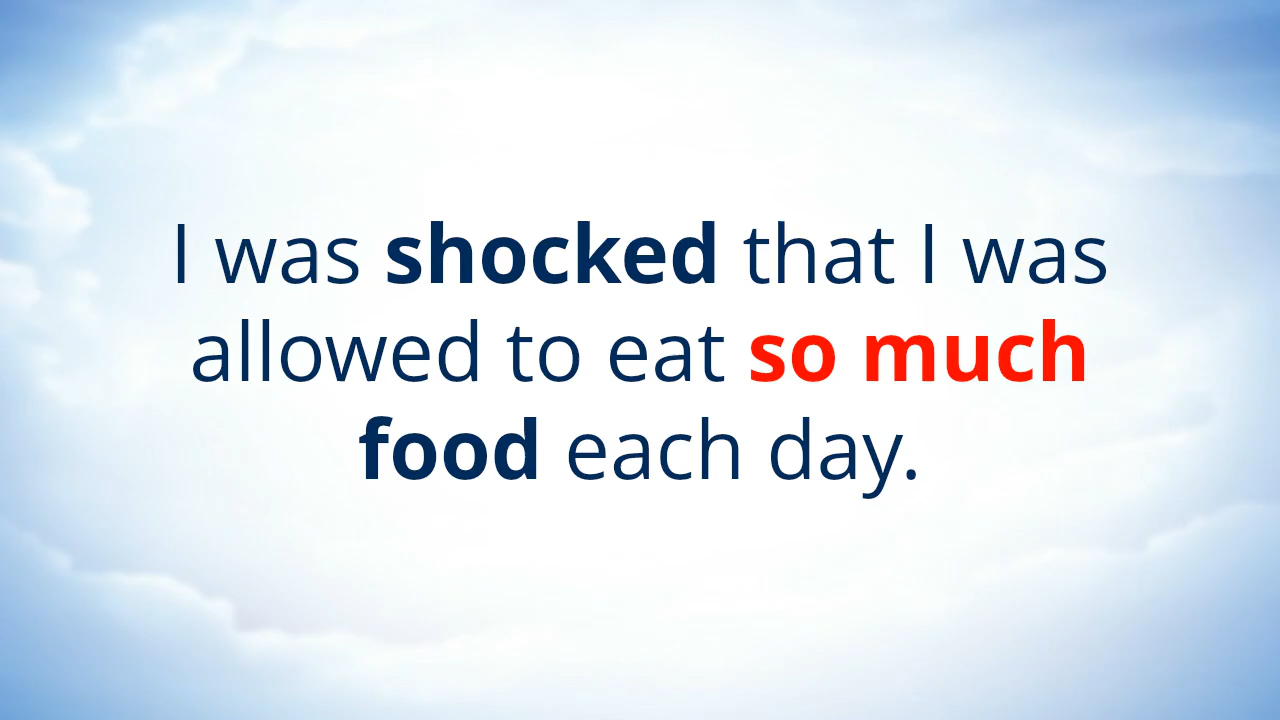 I was shocked that I was
allowed to eat so much
food each day.